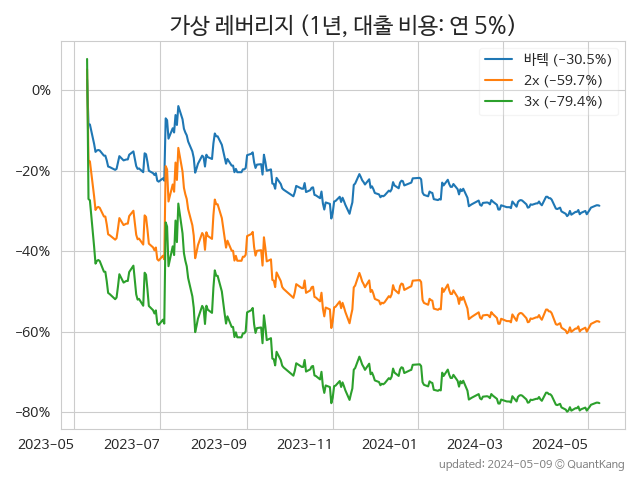 가상 레버리지 (1년, 대출 비용: 연 5%)
바텍 (−30.5%)
2x (−59.7%)
3x (−79.4%)
0%
−20%
−40%
−60%
−80%
2023-05 2023-07 2023-09 2023-11 2024-01 2024-03 2024-05
updated: 2024-05-09 © QuantKang